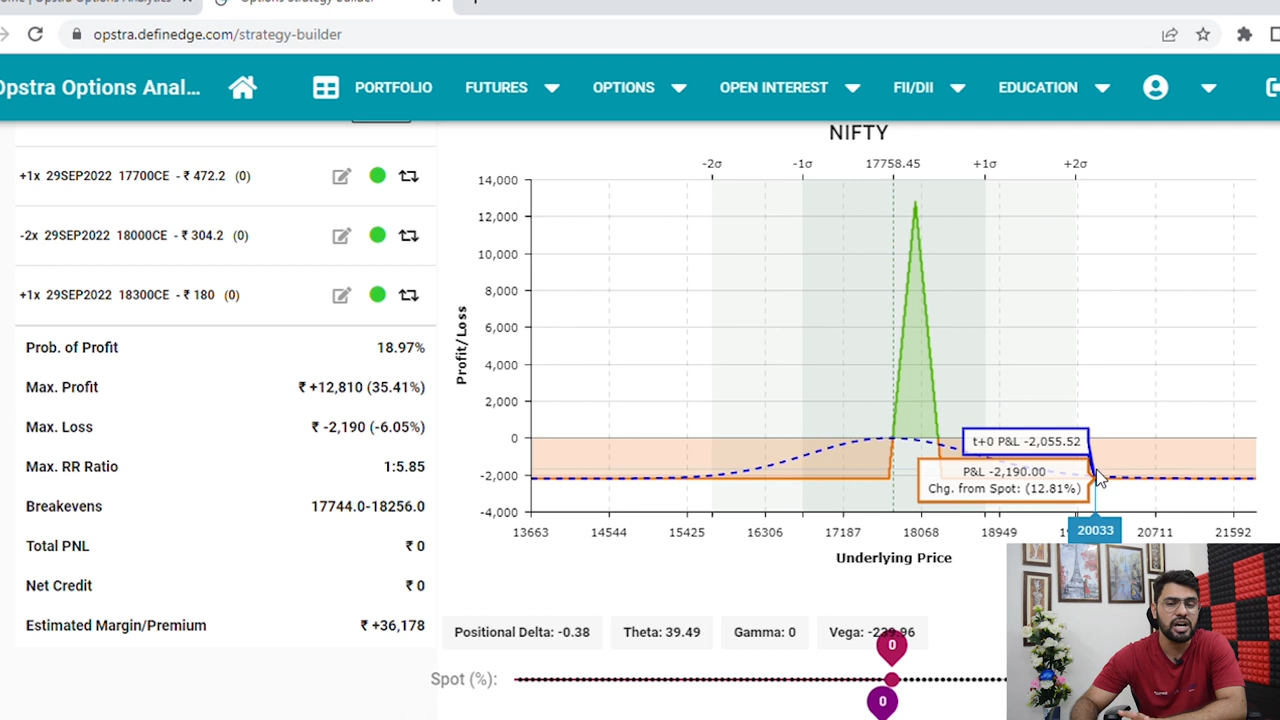 Options Strategy Builder
opstra.definedge.com/strategy-builder
Opstra Options Anal... PORTFOLIO FUTURES OPTIONS OPEN INTEREST FII/DII EDUCATION
NIFTY
-2σ -1σ 17758.45 +1σ +2σ
+1x 29SEP2022 17700CE - ₹ 472.2 (0)
-2x 29SEP2022 18000CE - ₹ 304.2 (0)
+1x 29SEP2022 18300CE - ₹ 180 (0)
Prob. of Profit 18.97%
Max. Profit ₹ +12,810 (35.41%)
Max. Loss ₹ -2,190 (-6.05%)
Max. RR Ratio 1:5.85
Breakevens 17744.0-18256.0
Total PNL ₹ 0
Net Credit ₹ 0
Estimated Margin/Premium ₹ +36,178
Profit/Loss
14,000
12,000
10,000
8,000
6,000
4,000
2,000
0
-2,000
-4,000
t+0 P&L -2,055.52
P&L -2,190.00
Chg. from Spot: (12.81%)
13663 14544 15425 16306 17187 18068 18949 20033 20711 21592
Underlying Price
Positional Delta: -0.38 Theta: 39.49 Gamma: 0 Vega: -239.96
0
Spot (%):
0